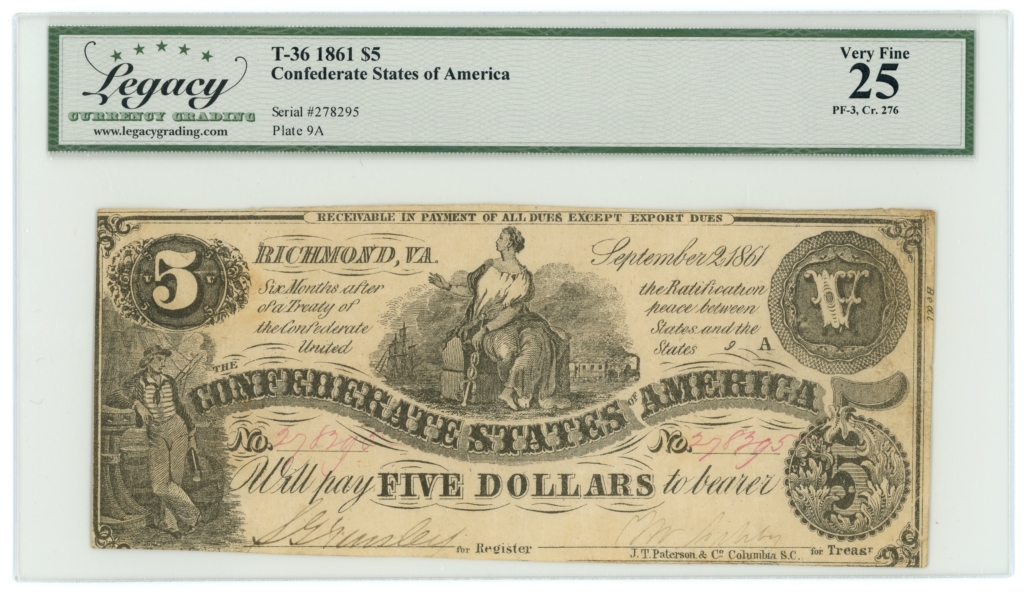 Legacy
CURRENCY GRADING
www.legacygrading.com
T-36 1861 $5
Confederate States of America
Serial #278295
Plate 9A
Very Fine
25
PF-3, Cr. 276
RECEIVABLE IN PAYMENT OF ALL DUES EXCEPT EXPORT DUES
5
RICHMOND, VA.
September 2, 1861
V
Six Months after the Ratification
of a Treaty of peace between
the Confederate States and the
United States 9 A
THE
CONFEDERATE STATES OF AMERICA
5
No. 278295 No. 278295
Will pay FIVE DOLLARS to bearer
5
for Register
for Treasr
J. T. Paterson & Co Columbia S.C.